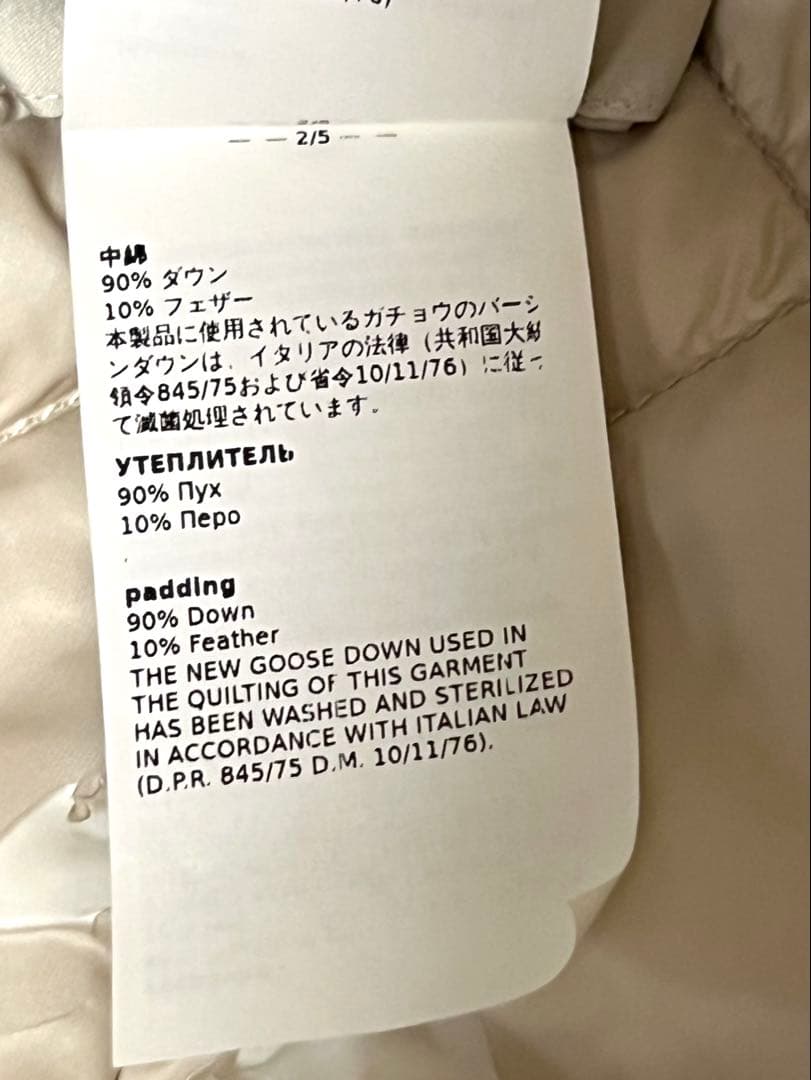 2/5
中綿
90% ダウン
10% フェザー
本製品に使用されているガチョウのバージ
ンダウンは、イタリアの法律（共和国大統
領令845/75および省令10/11/76）に従っ
て滅菌処理されています。
УТЕПЛИТЕЛЬ
90% Пух
10% Перо
padding
90% Down
10% Feather
THE NEW GOOSE DOWN USED IN
THE QUILTING OF THIS GARMENT
HAS BEEN WASHED AND STERILIZED
IN ACCORDANCE WITH ITALIAN LAW
(D.P.R. 845/75 D.M. 10/11/76).